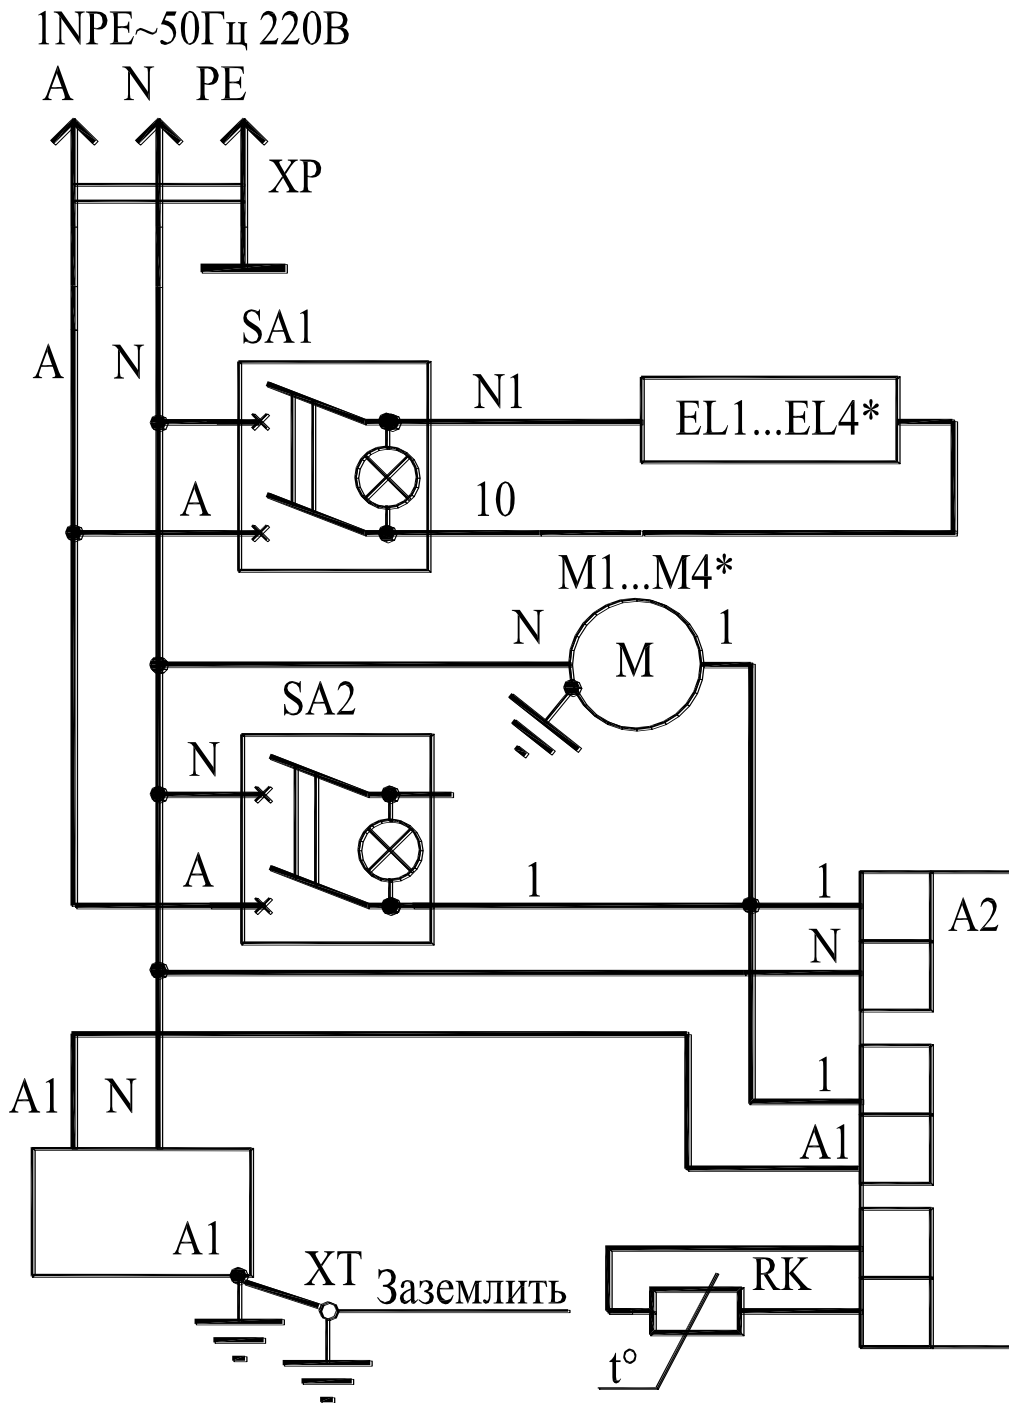 1NPE~50Гц 220В
A N PE
XP
SA1
A N N1 EL1...EL4*
A 10
M1...M4*
N 1
M
SA2
N
A 1 1
A2
N
A1 N 1
A1
A1
XT RK
Заземлить
t°